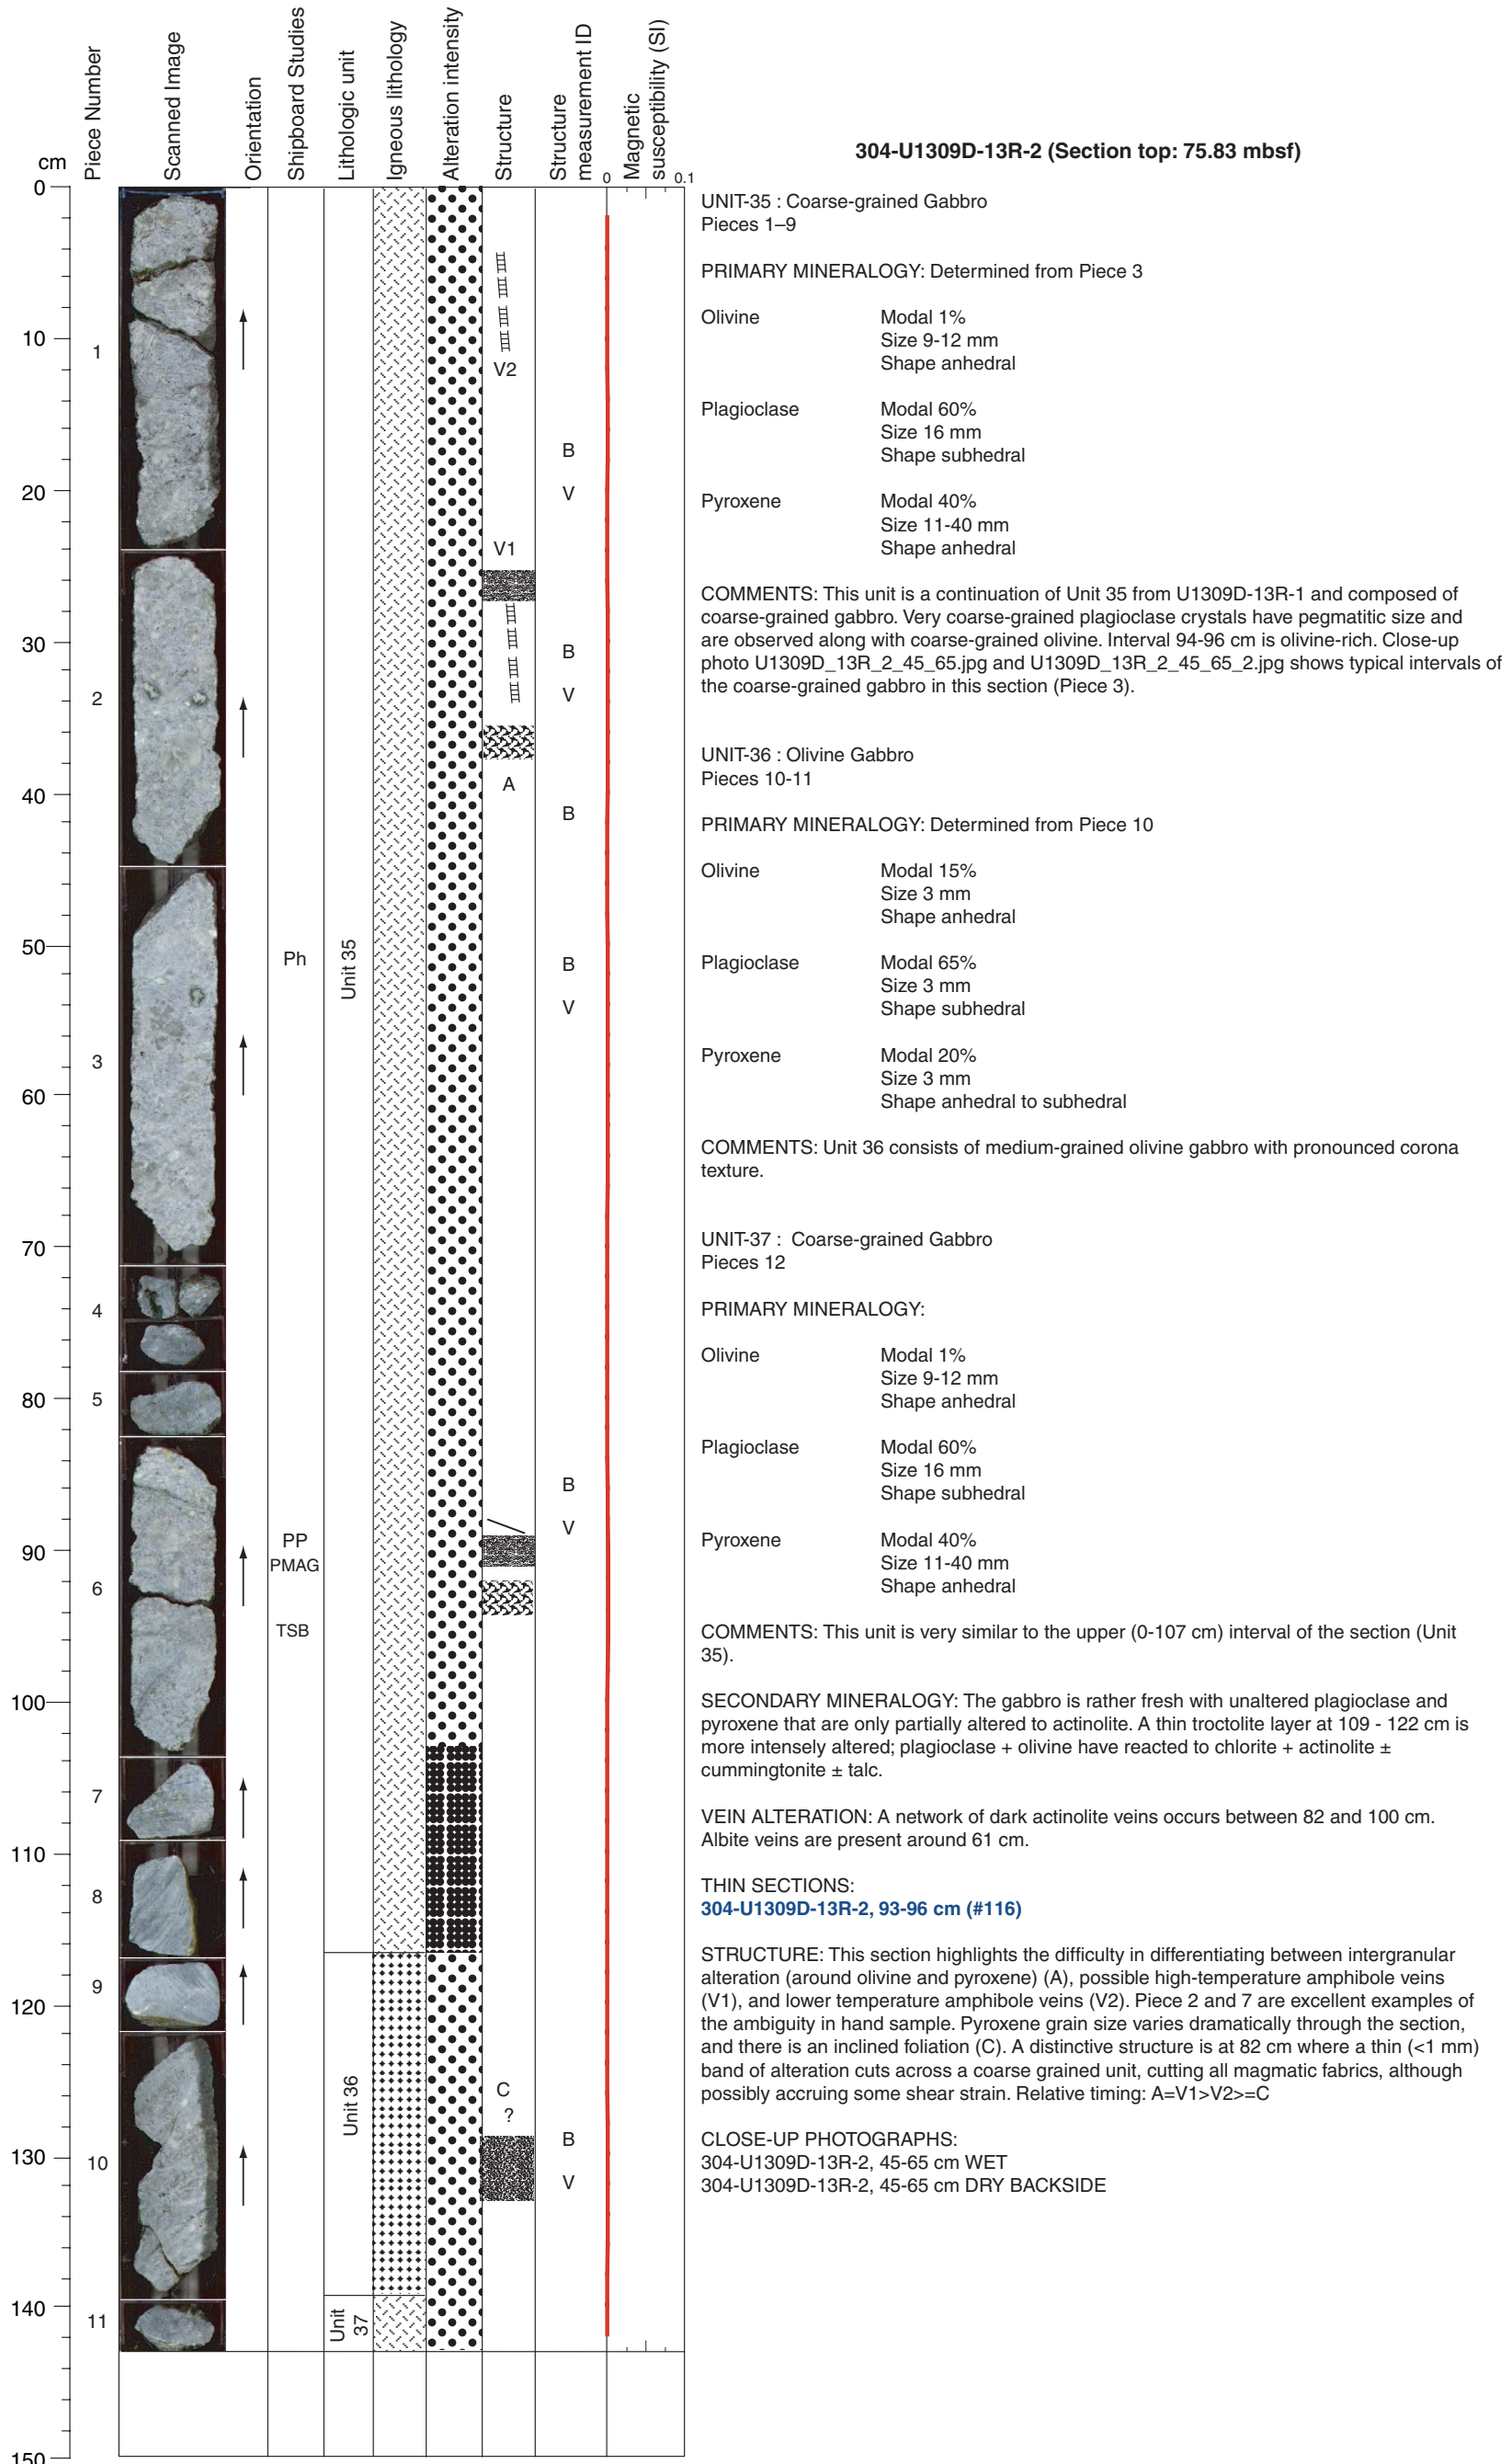 cm
Piece Number
Scanned Image
Orientation
Shipboard Studies
Lithologic unit
Igneous lithology
Alteration intensity
Structure
Structure
measurement ID
Magnetic
susceptibility (SI)
0
0.1
0
10
20
30
40
50
60
70
80
90
100
110
120
130
140
150
1
2
3
4
5
6
7
8
9
10
11
Ph
PP
PMAG
TSB
Unit 35
Unit 36
Unit
37
V2
V1
A
C
?
B
V
B
V
B
B
V
B
V
B
V
304-U1309D-13R-2 (Section top: 75.83 mbsf)
UNIT-35 : Coarse-grained Gabbro
Pieces 1–9
PRIMARY MINERALOGY: Determined from Piece 3
Olivine Modal 1%
Size 9-12 mm
Shape anhedral
Plagioclase Modal 60%
Size 16 mm
Shape subhedral
Pyroxene Modal 40%
Size 11-40 mm
Shape anhedral
COMMENTS: This unit is a continuation of Unit 35 from U1309D-13R-1 and composed of
coarse-grained gabbro. Very coarse-grained plagioclase crystals have pegmatitic size and
are observed along with coarse-grained olivine. Interval 94-96 cm is olivine-rich. Close-up
photo U1309D_13R_2_45_65.jpg and U1309D_13R_2_45_65_2.jpg shows typical intervals of
the coarse-grained gabbro in this section (Piece 3).
UNIT-36 : Olivine Gabbro
Pieces 10-11
PRIMARY MINERALOGY: Determined from Piece 10
Olivine Modal 15%
Size 3 mm
Shape anhedral
Plagioclase Modal 65%
Size 3 mm
Shape subhedral
Pyroxene Modal 20%
Size 3 mm
Shape anhedral to subhedral
COMMENTS: Unit 36 consists of medium-grained olivine gabbro with pronounced corona
texture.
UNIT-37 : Coarse-grained Gabbro
Pieces 12
PRIMARY MINERALOGY:
Olivine Modal 1%
Size 9-12 mm
Shape anhedral
Plagioclase Modal 60%
Size 16 mm
Shape subhedral
Pyroxene Modal 40%
Size 11-40 mm
Shape anhedral
COMMENTS: This unit is very similar to the upper (0-107 cm) interval of the section (Unit
35).
SECONDARY MINERALOGY: The gabbro is rather fresh with unaltered plagioclase and
pyroxene that are only partially altered to actinolite. A thin troctolite layer at 109 - 122 cm is
more intensely altered; plagioclase + olivine have reacted to chlorite + actinolite ±
cummingtonite ± talc.
VEIN ALTERATION: A network of dark actinolite veins occurs between 82 and 100 cm.
Albite veins are present around 61 cm.
THIN SECTIONS:
304-U1309D-13R-2, 93-96 cm (#116)
STRUCTURE: This section highlights the difficulty in differentiating between intergranular
alteration (around olivine and pyroxene) (A), possible high-temperature amphibole veins
(V1), and lower temperature amphibole veins (V2). Piece 2 and 7 are excellent examples of
the ambiguity in hand sample. Pyroxene grain size varies dramatically through the section,
and there is an inclined foliation (C). A distinctive structure is at 82 cm where a thin (<1 mm)
band of alteration cuts across a coarse grained unit, cutting all magmatic fabrics, although
possibly accruing some shear strain. Relative timing: A=V1>V2>=C
CLOSE-UP PHOTOGRAPHS:
304-U1309D-13R-2, 45-65 cm WET
304-U1309D-13R-2, 45-65 cm DRY BACKSIDE